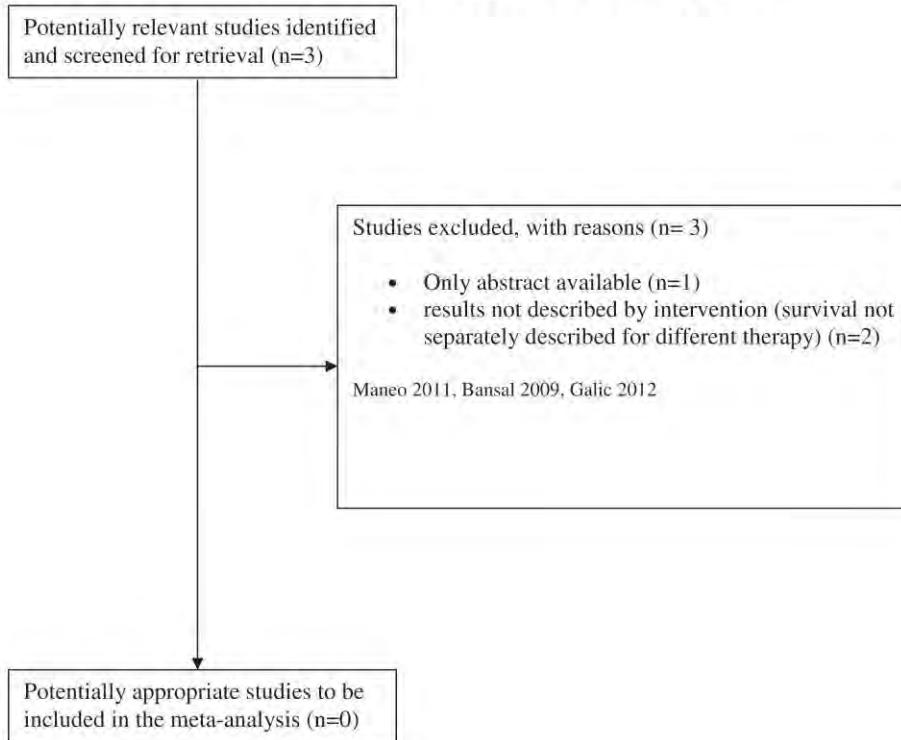 Potentially relevant studies identified
and screened for retrieval (n=3)
Studies excluded, with reasons (n= 3)
• Only abstract available (n=1)
• results not described by intervention (survival not
separately described for different therapy) (n=2)
Maneo 2011, Bansal 2009, Galic 2012
Potentially appropriate studies to be
included in the meta-analysis (n=0)